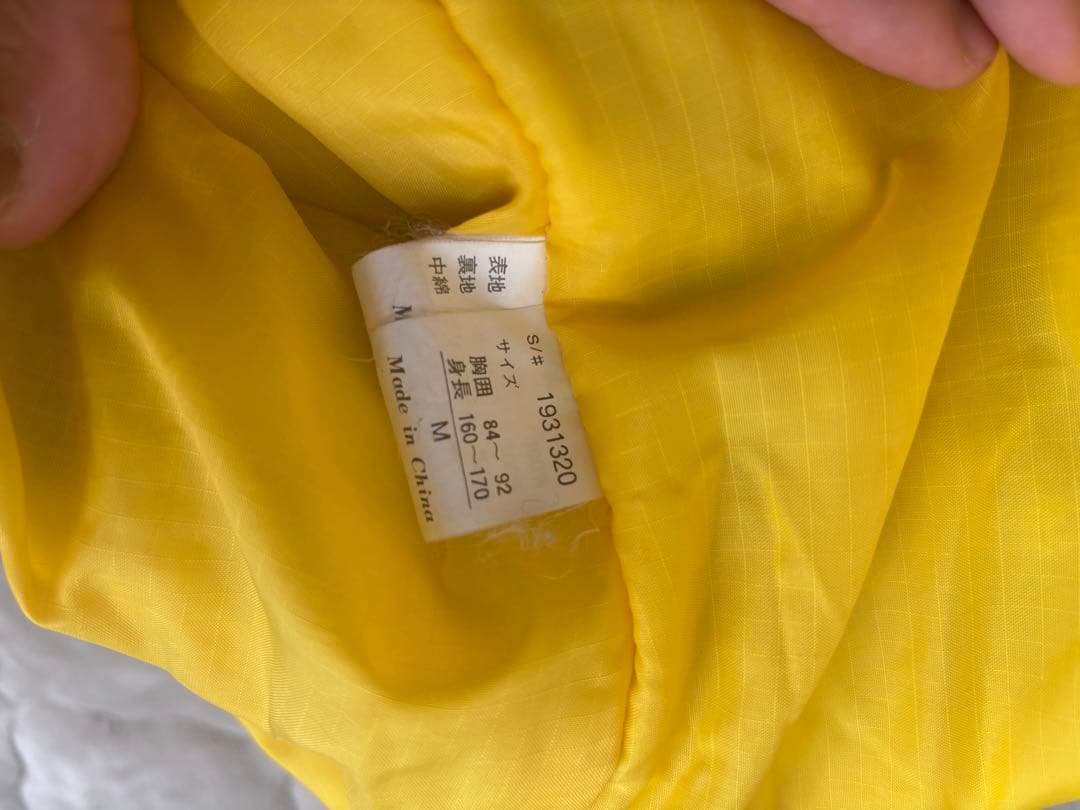 表地
裏地
中綿
M
S/# 1931320
サイズ
胸囲 84〜 92
身長 160〜170
M
Made in China